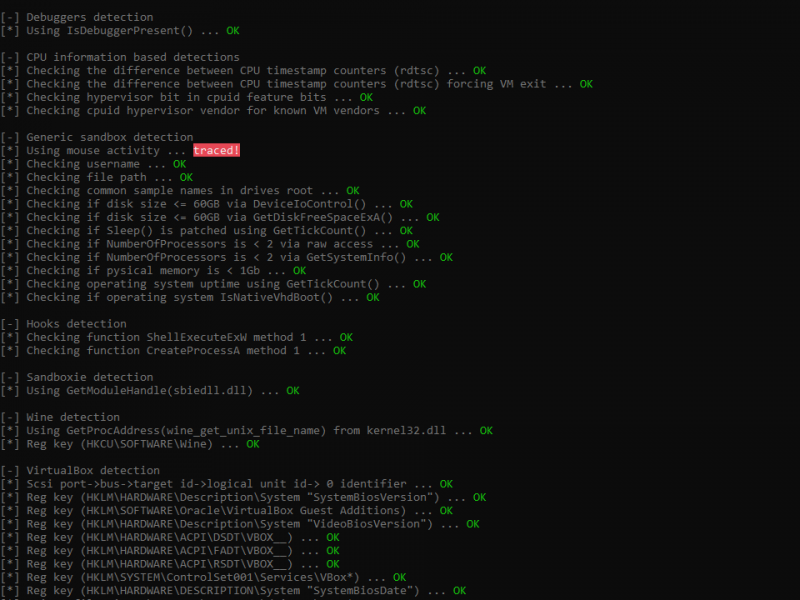 [-] Debuggers detection
[*] Using IsDebuggerPresent() ... OK
[-] CPU information based detections
[*] Checking the difference between CPU timestamp counters (rdtsc) ... OK
[*] Checking the difference between CPU timestamp counters (rdtsc) forcing VM exit ... OK
[*] Checking hypervisor bit in cpuid feature bits ... OK
[*] Checking cpuid hypervisor vendor for known VM vendors ... OK
[-] Generic sandbox detection
[*] Using mouse activity ... traced!
[*] Checking username ... OK
[*] Checking file path ... OK
[*] Checking common sample names in drives root ... OK
[*] Checking if disk size <= 60GB via DeviceIoControl() ... OK
[*] Checking if disk size <= 60GB via GetDiskFreeSpaceExA() ... OK
[*] Checking if Sleep() is patched using GetTickCount() ... OK
[*] Checking if NumberOfProcessors is < 2 via raw access ... OK
[*] Checking if NumberOfProcessors is < 2 via GetSystemInfo() ... OK
[*] Checking if pysical memory is < 1Gb ... OK
[*] Checking operating system uptime using GetTickCount() ... OK
[*] Checking if operating system IsNativeVhdBoot() ... OK
[-] Hooks detection
[*] Checking function ShellExecuteExW method 1 ... OK
[*] Checking function CreateProcessA method 1 ... OK
[-] Sandboxie detection
[*] Using GetModuleHandle(sbiedll.dll) ... OK
[-] Wine detection
[*] Using GetProcAddress(wine_get_unix_file_name) from kernel32.dll ... OK
[*] Reg key (HKCU\SOFTWARE\Wine) ... OK
[-] VirtualBox detection
[*] Scsi port->bus->target id->logical unit id-> 0 identifier ... OK
[*] Reg key (HKLM\HARDWARE\Description\System "SystemBiosVersion") ... OK
[*] Reg key (HKLM\SOFTWARE\Oracle\VirtualBox Guest Additions) ... OK
[*] Reg key (HKLM\HARDWARE\Description\System "VideoBiosVersion") ... OK
[*] Reg key (HKLM\HARDWARE\ACPI\DSDT\VBOX__) ... OK
[*] Reg key (HKLM\HARDWARE\ACPI\FADT\VBOX__) ... OK
[*] Reg key (HKLM\HARDWARE\ACPI\RSDT\VBOX__) ... OK
[*] Reg key (HKLM\SYSTEM\ControlSet001\Services\VBox*) ... OK
[*] Reg key (HKLM\HARDWARE\DESCRIPTION\System "SystemBiosDate") ... OK